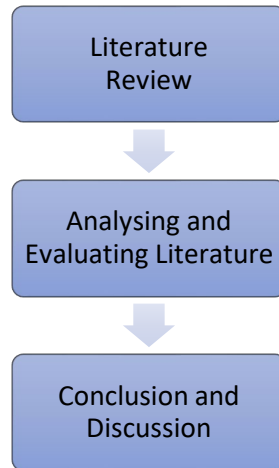 Literature
Review
Analysing and
Evaluating Literature
Conclusion and
Discussion